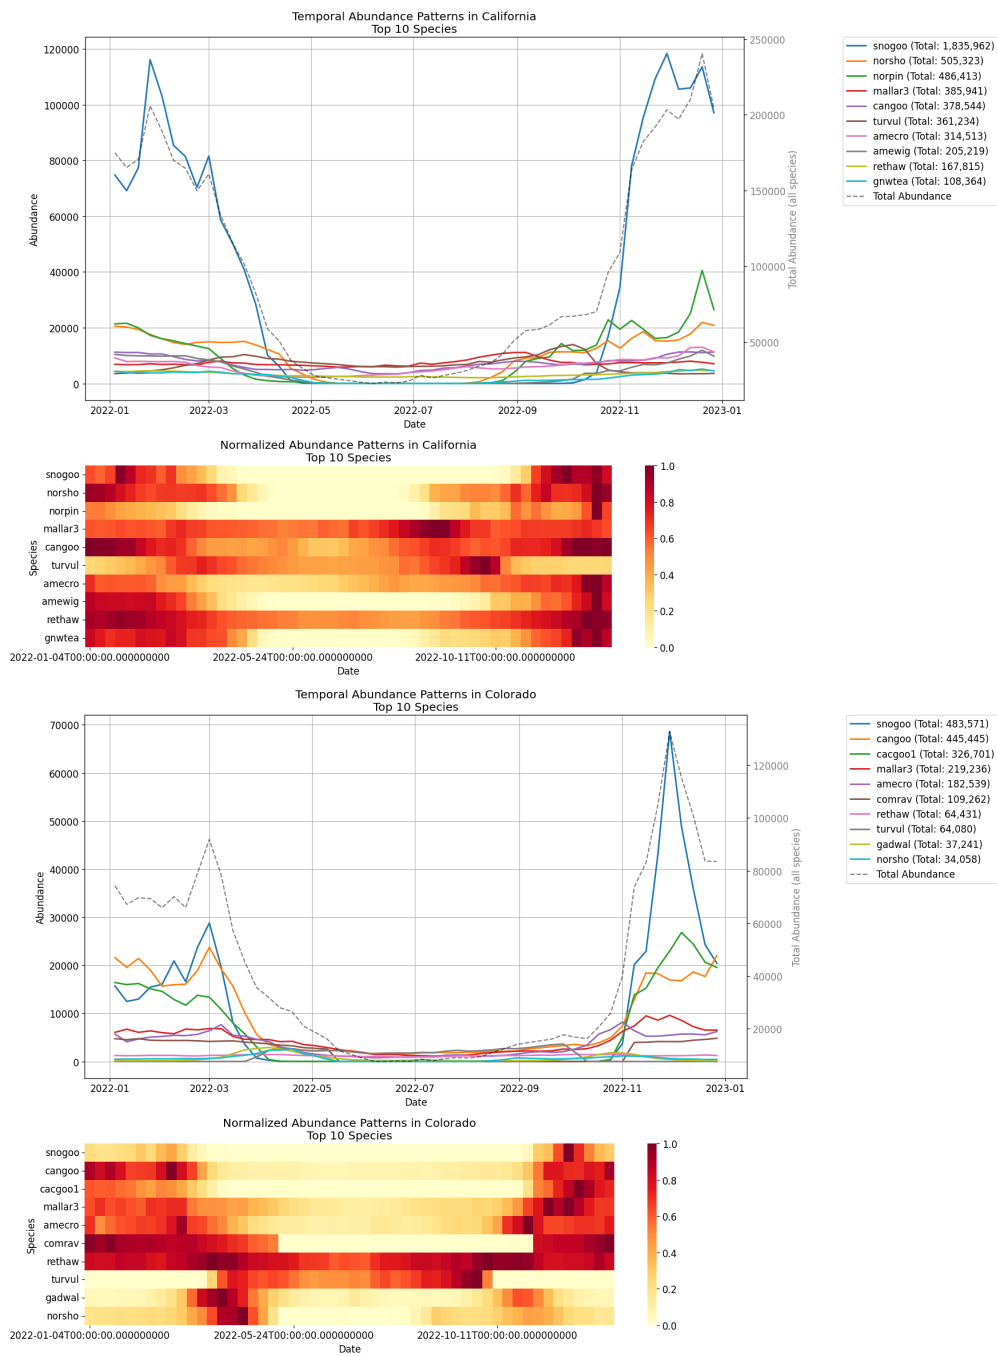 Temporal Abundance Patterns in California
Top 10 Species
120000
100000
80000
60000
40000
20000
0
Abundance
250000
200000
150000
100000
50000
Total Abundance (all species)
2022-01 2022-03 2022-05 2022-07 2022-09 2022-11 2023-01
Date
snogoo (Total: 1,835,962)
norsho (Total: 505,323)
norpin (Total: 486,413)
mallar3 (Total: 385,941)
cangoo (Total: 378,544)
turvul (Total: 361,234)
amecro (Total: 314,513)
amewig (Total: 205,219)
rethaw (Total: 167,815)
gnwtea (Total: 108,364)
Total Abundance
Normalized Abundance Patterns in California
Top 10 Species
snogoo
norsho
norpin
mallar3
cangoo
turvul
amecro
amewig
rethaw
gnwtea
Species
1.0
0.8
0.6
0.4
0.2
0.0
2022-01-04T00:00:00.000000000 2022-05-24T00:00:00.000000000 2022-10-11T00:00:00.000000000
Date
Temporal Abundance Patterns in Colorado
Top 10 Species
70000
60000
50000
40000
30000
20000
10000
0
Abundance
120000
100000
80000
60000
40000
20000
Total Abundance (all species)
2022-01 2022-03 2022-05 2022-07 2022-09 2022-11 2023-01
Date
snogoo (Total: 483,571)
cangoo (Total: 445,445)
cacgoo1 (Total: 326,701)
mallar3 (Total: 219,236)
amecro (Total: 182,539)
comrav (Total: 109,262)
rethaw (Total: 64,431)
turvul (Total: 64,080)
gadwal (Total: 37,241)
norsho (Total: 34,058)
Total Abundance
Normalized Abundance Patterns in Colorado
Top 10 Species
snogoo
cangoo
cacgoo1
mallar3
amecro
comrav
rethaw
turvul
gadwal
norsho
Species
1.0
0.8
0.6
0.4
0.2
0.0
2022-01-04T00:00:00.000000000 2022-05-24T00:00:00.000000000 2022-10-11T00:00:00.000000000
Date